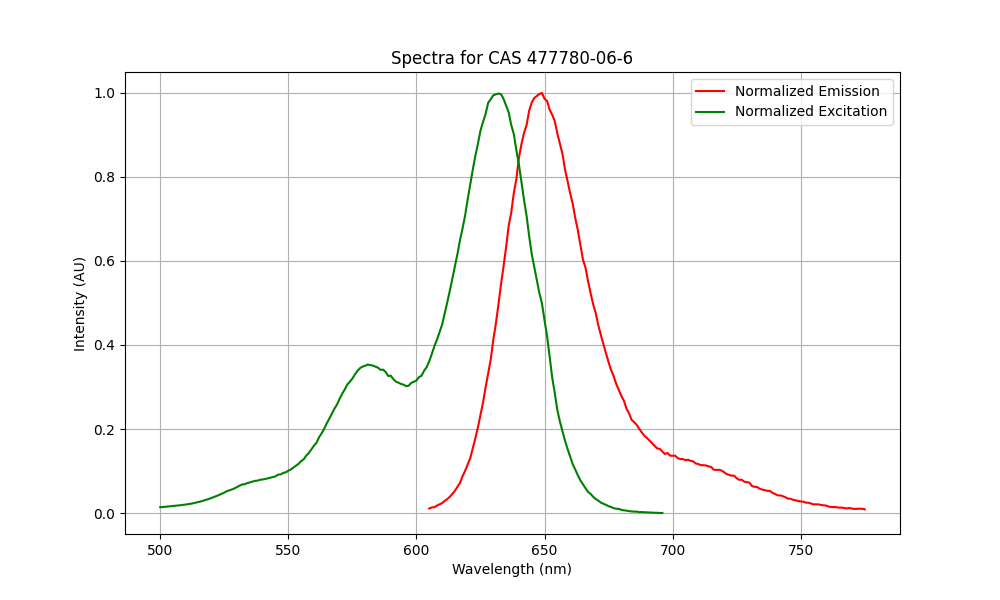 Spectra for CAS 477780-06-6
Normalized Emission
Normalized Excitation
Intensity (AU)
1.0
0.8
0.6
0.4
0.2
0.0
500 550 600 650 700 750
Wavelength (nm)